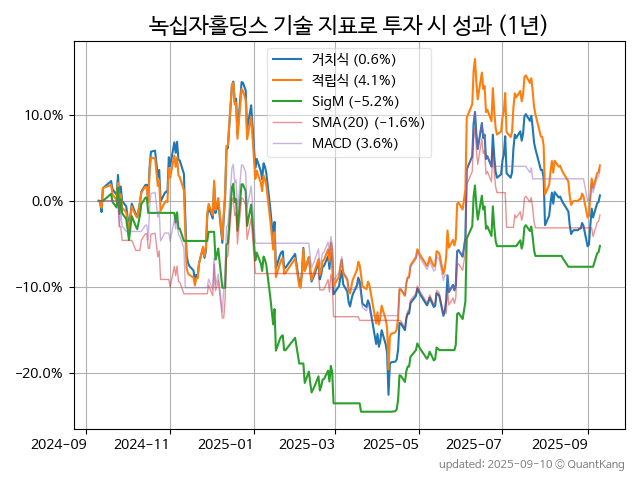 녹십자홀딩스 기술 지표로 투자 시 성과 (1년)
거치식 (0.6%)
적립식 (4.1%)
SigM (−5.2%)
SMA(20) (−1.6%)
MACD (3.6%)
10.0%
0.0%
−10.0%
−20.0%
2024-09 2024-11 2025-01 2025-03 2025-05 2025-07 2025-09
updated: 2025-09-10 © QuantKang